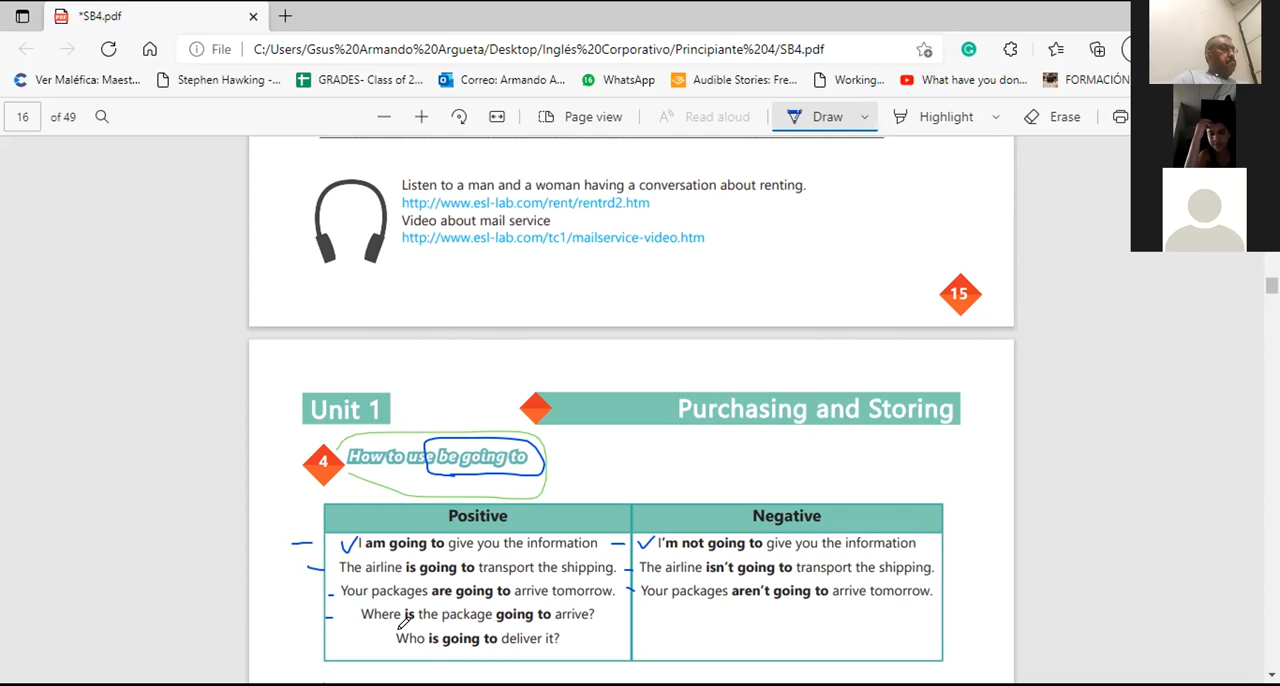 *SB4.pdf
File C:/Users/Gsus%20Armando%20Argueta/Desktop/Inglés%20Corporativo/Principiante%204/SB4.pdf
Ver Maléfica: Maest... Stephen Hawking -... GRADES- Class of 2... Correo: Armando A... WhatsApp Audible Stories: Fre... Working... What have you don... FORMACIÓN
16 of 49 Page view Read aloud Draw Highlight Erase
Listen to a man and a woman having a conversation about renting.
http://www.esl-lab.com/rent/rentrd2.htm
Video about mail service
http://www.esl-lab.com/tc1/mailservice-video.htm
15
Unit 1 Purchasing and Storing
4 How to use be going to
Positive Negative
I am going to give you the information I'm not going to give you the information
The airline is going to transport the shipping. The airline isn't going to transport the shipping.
Your packages are going to arrive tomorrow. Your packages aren't going to arrive tomorrow.
Where is the package going to arrive?
Who is going to deliver it?